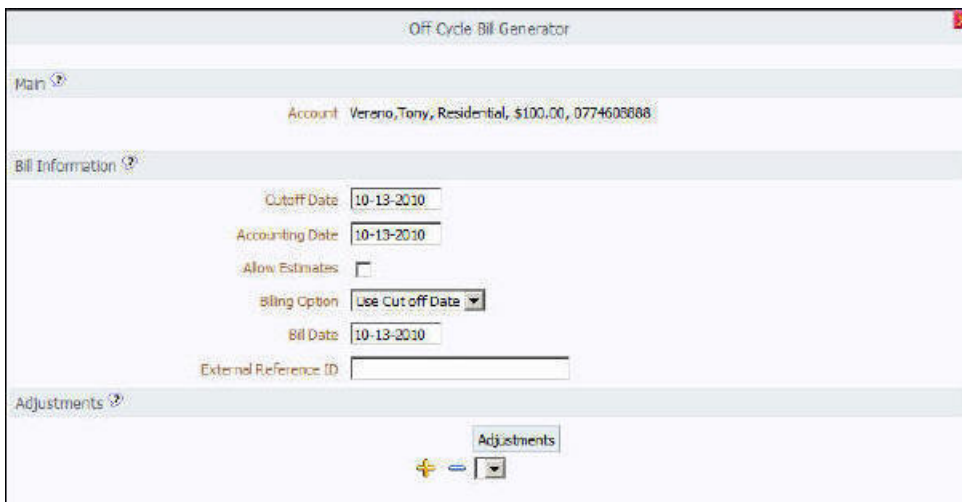 Off Cycle Bill Generator
Main
Account Verano,Tony, Residential, $100.00, 0774608888
Bill Information
Cutoff Date 10-13-2010
Accounting Date 10-13-2010
Allow Estimates
Billing Option Use Cut off Date
Bill Date 10-13-2010
External Reference ID
Adjustments
Adjustments